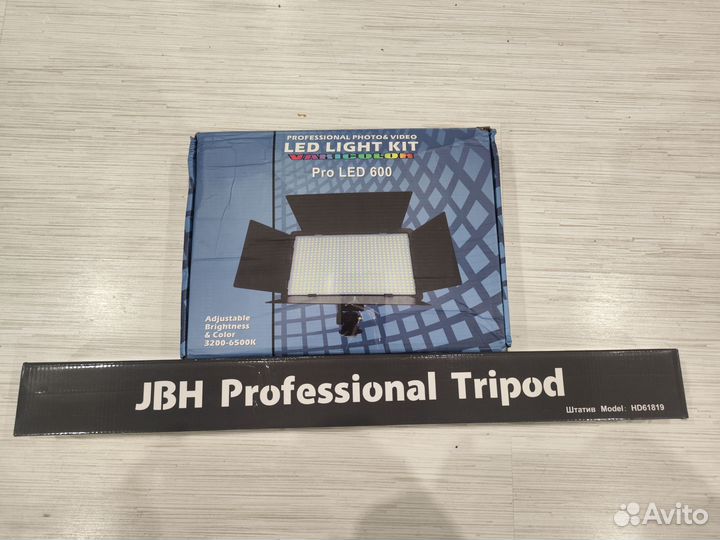 PROFESSIONAL PHOTO & VIDEO
LED LIGHT KIT
VARICOLOR
Pro LED 600
Adjustable
Brightness
& Color
3200-6500K
JBH Professional Tripod
Штатив Model: HD61819
Avito